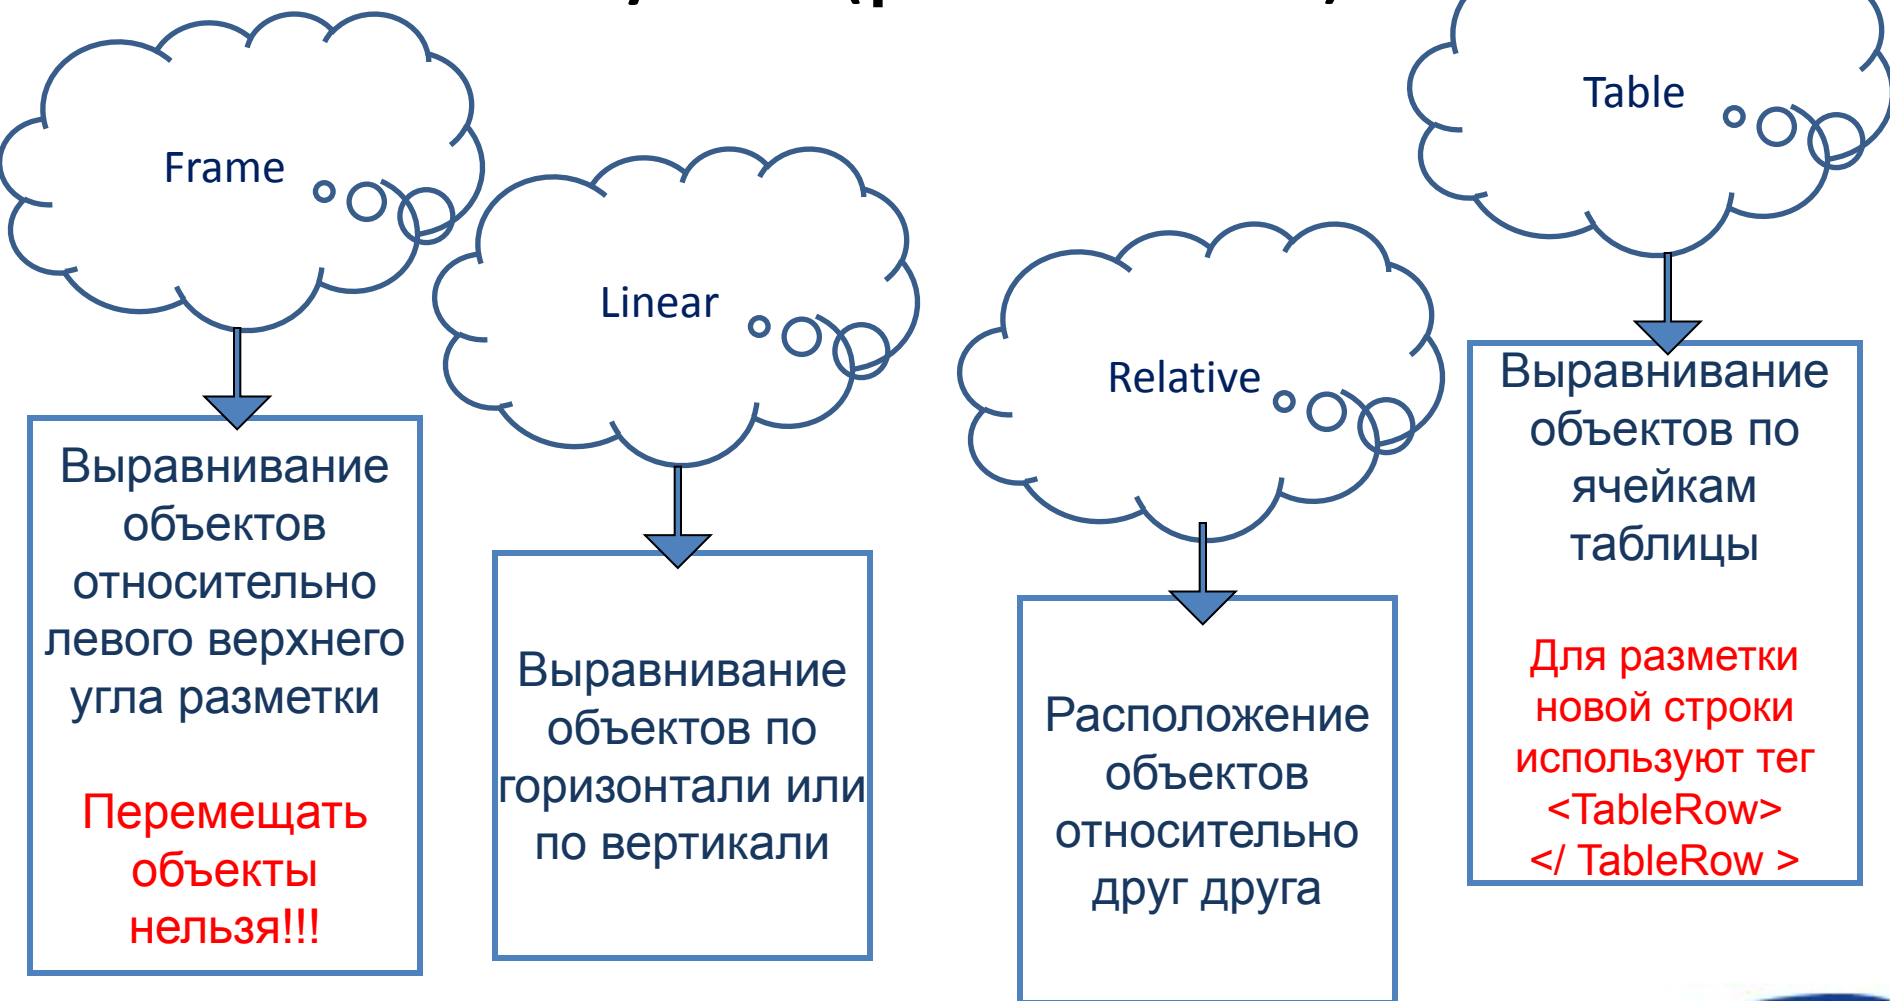 Frame
Выравнивание
объектов
относительно
левого верхнего
угла разметки
Перемещать
объекты
нельзя!!!
Linear
Выравнивание
объектов по
горизонтали или
по вертикали
Relative
Расположение
объектов
относительно
друг друга
Table
Выравнивание
объектов по
ячейкам
таблицы
Для разметки
новой строки
используют тег
<TableRow>
</ TableRow >